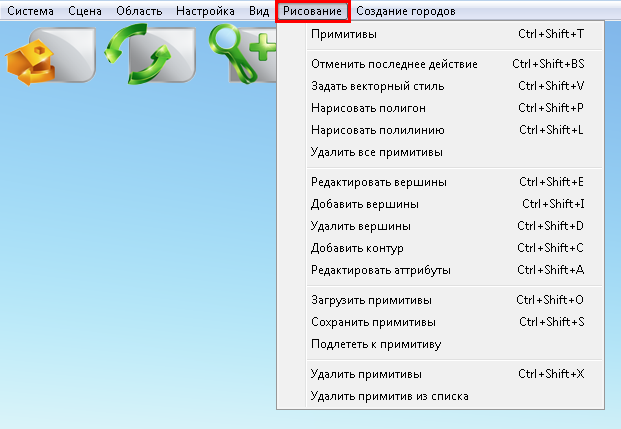 Система Сцена Область Настройка Вид Рисование Создание городов
Примитивы Ctrl+Shift+T
Отменить последнее действие Ctrl+Shift+BS
Задать векторный стиль Ctrl+Shift+V
Нарисовать полигон Ctrl+Shift+P
Нарисовать полилинию Ctrl+Shift+L
Удалить все примитивы
Редактировать вершины Ctrl+Shift+E
Добавить вершины Ctrl+Shift+I
Удалить вершины Ctrl+Shift+D
Добавить контур Ctrl+Shift+C
Редактировать аттрибуты Ctrl+Shift+A
Загрузить примитивы Ctrl+Shift+O
Сохранить примитивы Ctrl+Shift+S
Подлететь к примитиву
Удалить примитивы Ctrl+Shift+X
Удалить примитив из списка